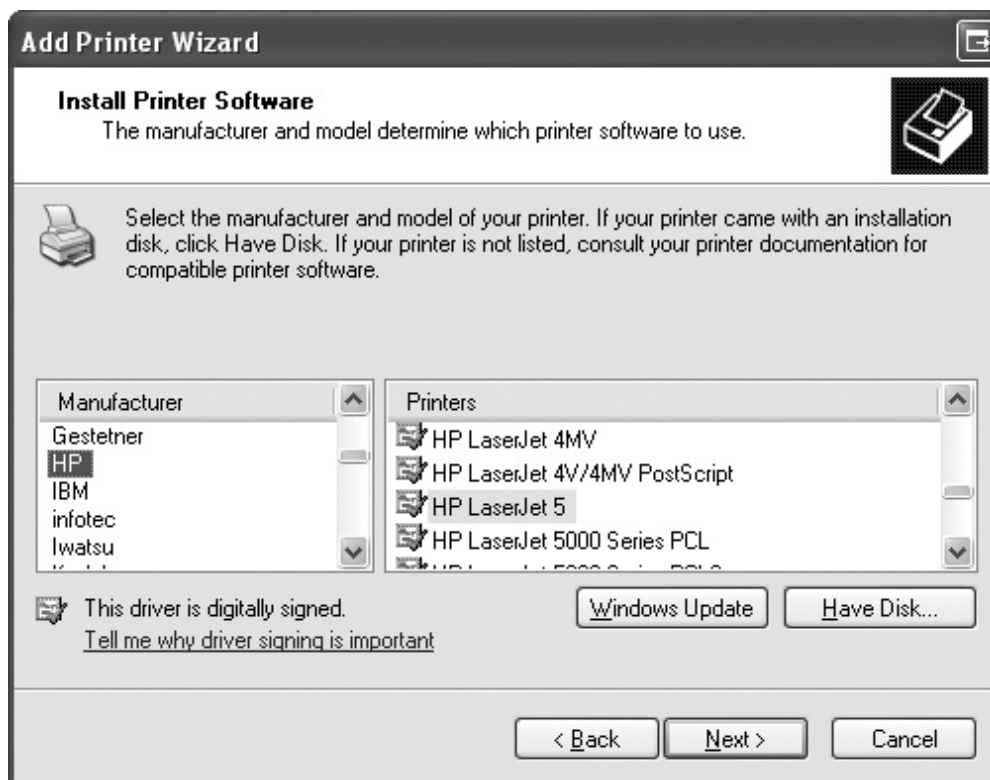 Add Printer Wizard
Install Printer Software
The manufacturer and model determine which printer software to use.
Select the manufacturer and model of your printer. If your printer came with an installation
disk, click Have Disk. If your printer is not listed, consult your printer documentation for
compatible printer software.
Manufacturer
Gestetner
HP
IBM
infotec
Iwatsu
Printers
HP LaserJet 4MV
HP LaserJet 4V/4MV PostScript
HP LaserJet 5
HP LaserJet 5000 Series PCL
This driver is digitally signed.
Tell me why driver signing is important
Windows Update
Have Disk...
< Back
Next >
Cancel